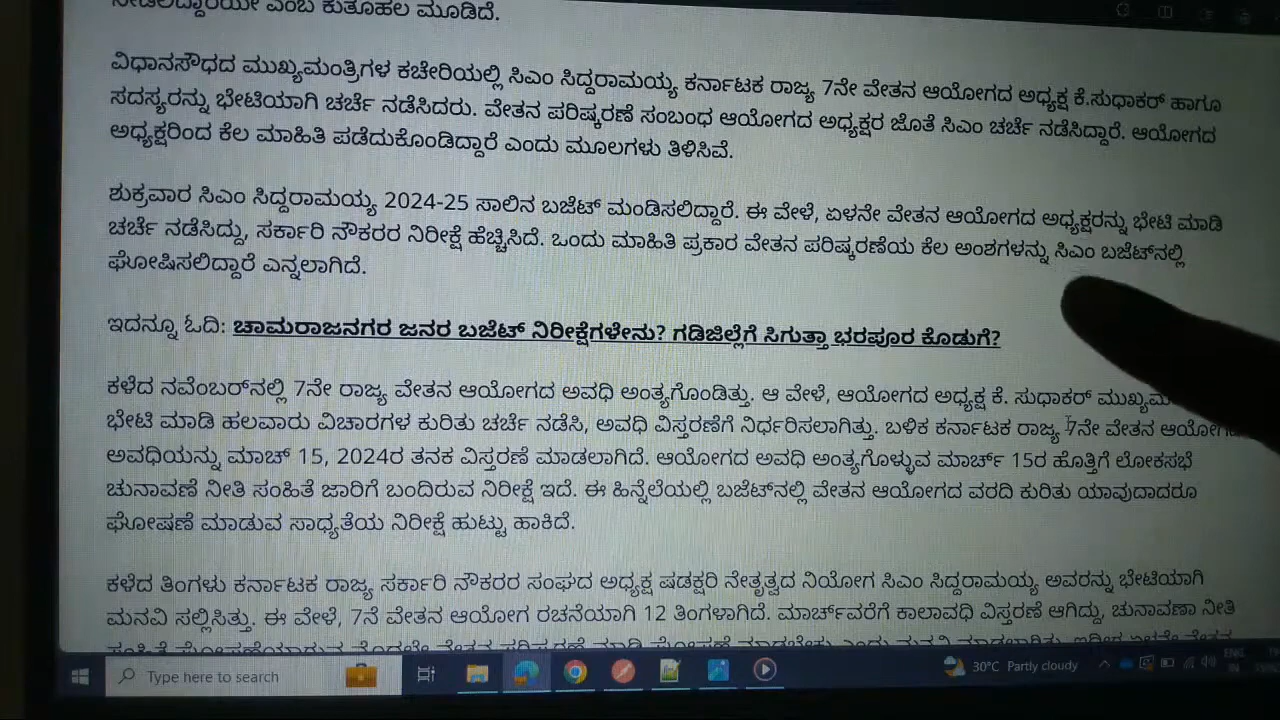 ಎಂಬ ಕುತೂಹಲ ಮೂಡಿದೆ.
ವಿಧಾನಸೌಧದ ಮುಖ್ಯಮಂತ್ರಿಗಳ ಕಚೇರಿಯಲ್ಲಿ ಸಿಎಂ ಸಿದ್ದರಾಮಯ್ಯ ಕರ್ನಾಟಕ ರಾಜ್ಯ 7ನೇ ವೇತನ ಆಯೋಗದ ಅಧ್ಯಕ್ಷ ಕೆ.ಸುಧಾಕರ್ ಹಾಗೂ
ಸದಸ್ಯರನ್ನು ಭೇಟಿಯಾಗಿ ಚರ್ಚೆ ನಡೆಸಿದರು. ವೇತನ ಪರಿಷ್ಕರಣೆ ಸಂಬಂಧ ಆಯೋಗದ ಅಧ್ಯಕ್ಷರ ಜೊತೆ ಸಿಎಂ ಚರ್ಚೆ ನಡೆಸಿದ್ದಾರೆ. ಆಯೋಗದ
ಅಧ್ಯಕ್ಷರಿಂದ ಕೆಲ ಮಾಹಿತಿ ಪಡೆದುಕೊಂಡಿದ್ದಾರೆ ಎಂದು ಮೂಲಗಳು ತಿಳಿಸಿವೆ.
ಶುಕ್ರವಾರ ಸಿಎಂ ಸಿದ್ದರಾಮಯ್ಯ 2024-25 ಸಾಲಿನ ಬಜೆಟ್ ಮಂಡಿಸಲಿದ್ದಾರೆ. ಈ ವೇಳೆ, ಏಳನೇ ವೇತನ ಆಯೋಗದ ಅಧ್ಯಕ್ಷರನ್ನು ಭೇಟಿ ಮಾಡಿ
ಚರ್ಚೆ ನಡೆಸಿದ್ದು, ಸರ್ಕಾರಿ ನೌಕರರ ನಿರೀಕ್ಷೆ ಹೆಚ್ಚಿಸಿದೆ. ಒಂದು ಮಾಹಿತಿ ಪ್ರಕಾರ ವೇತನ ಪರಿಷ್ಕರಣೆಯ ಕೆಲ ಅಂಶಗಳನ್ನು ಸಿಎಂ ಬಜೆಟ್‌ನಲ್ಲಿ
ಘೋಷಿಸಲಿದ್ದಾರೆ ಎನ್ನಲಾಗಿದೆ.
ಇದನ್ನೂ ಓದಿ: ಚಾಮರಾಜನಗರ ಜನರ ಬಜೆಟ್ ನಿರೀಕ್ಷೆಗಳೇನು? ಗಡಿಜಿಲ್ಲೆಗೆ ಸಿಗುತ್ತಾ ಭರಪೂರ ಕೊಡುಗೆ?
ಕಳೆದ ನವೆಂಬರ್‌ನಲ್ಲಿ 7ನೇ ರಾಜ್ಯ ವೇತನ ಆಯೋಗದ ಅವಧಿ ಅಂತ್ಯಗೊಂಡಿತ್ತು. ಆ ವೇಳೆ, ಆಯೋಗದ ಅಧ್ಯಕ್ಷ ಕೆ. ಸುಧಾಕರ್
ಭೇಟಿ ಮಾಡಿ ಹಲವಾರು ವಿಚಾರಗಳ ಕುರಿತು ಚರ್ಚೆ ನಡೆಸಿ, ಅವಧಿ ವಿಸ್ತರಣೆಗೆ ನಿರ್ಧರಿಸಲಾಗಿತ್ತು. ಬಳಿಕ ಕರ್ನಾಟಕ ರಾಜ್ಯ 7ನೇ ವೇತನ
ಅವಧಿಯನ್ನು ಮಾರ್ಚ್ 15, 2024ರ ತನಕ ವಿಸ್ತರಣೆ ಮಾಡಲಾಗಿದೆ. ಆಯೋಗದ ಅವಧಿ ಅಂತ್ಯಗೊಳ್ಳುವ ಮಾರ್ಚ್ 15ರ ಹೊತ್ತಿಗೆ ಲೋಕಸಭೆ
ಚುನಾವಣೆ ನೀತಿ ಸಂಹಿತೆ ಜಾರಿಗೆ ಬಂದಿರುವ ನಿರೀಕ್ಷೆ ಇದೆ. ಈ ಹಿನ್ನೆಲೆಯಲ್ಲಿ ಬಜೆಟ್‌ನಲ್ಲಿ ವೇತನ ಆಯೋಗದ ವರದಿ ಕುರಿತು ಯಾವುದಾದರೂ
ಘೋಷಣೆ ಮಾಡುವ ಸಾಧ್ಯತೆಯ ನಿರೀಕ್ಷೆ ಹುಟ್ಟು ಹಾಕಿದೆ.
ಕಳೆದ ತಿಂಗಳು ಕರ್ನಾಟಕ ರಾಜ್ಯ ಸರ್ಕಾರಿ ನೌಕರರ ಸಂಘದ ಅಧ್ಯಕ್ಷ ಷಡಕ್ಷರಿ ನೇತೃತ್ವದ ನಿಯೋಗ ಸಿಎಂ ಸಿದ್ದರಾಮಯ್ಯ ಅವರನ್ನು ಭೇಟಿಯಾಗಿ
ಮನವಿ ಸಲ್ಲಿಸಿತ್ತು. ಈ ವೇಳೆ, 7ನೆ ವೇತನ ಆಯೋಗ ರಚನೆಯಾಗಿ 12 ತಿಂಗಳಾಗಿದೆ. ಮಾರ್ಚ್‌ವರೆಗೆ ಕಾಲಾವಧಿ ವಿಸ್ತರಣೆ ಆಗಿದ್ದು, ಚುನಾವಣಾ ನೀತಿ
Type here to search
30°C Partly cloudy
ENG